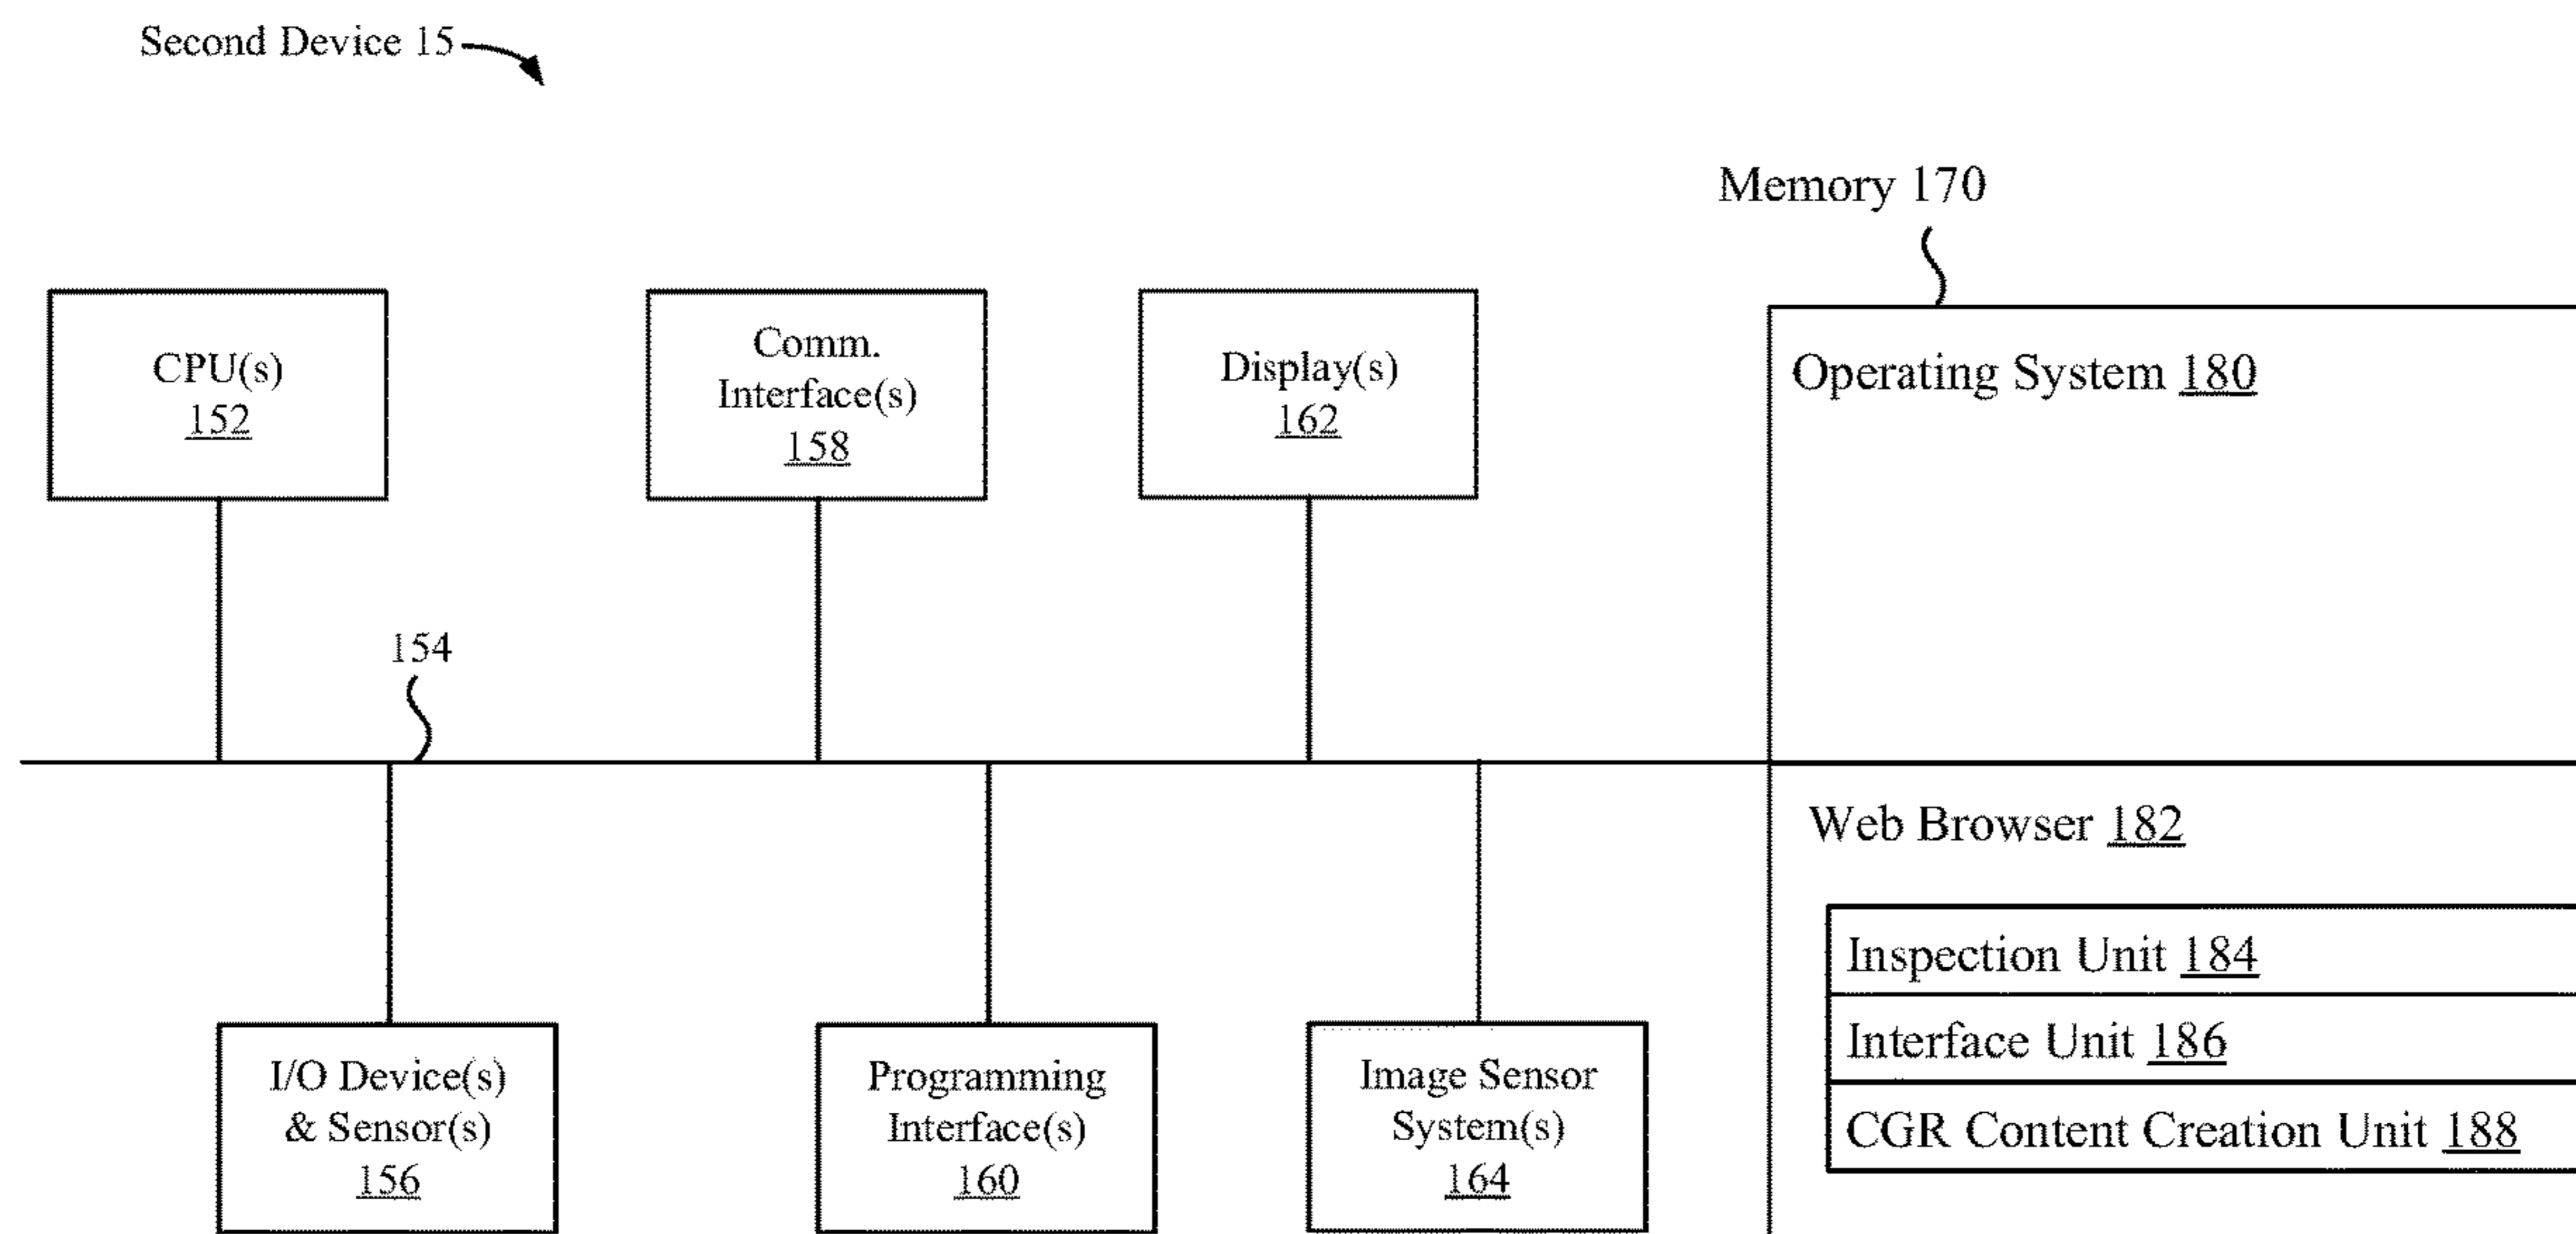 Second Device 15
Memory 170
CPU(s)
152
Comm.
Interface(s)
158
Display(s)
162
Operating System 180
154
Web Browser 182
Inspection Unit 184
Interface Unit 186
CGR Content Creation Unit 188
I/O Device(s)
& Sensor(s)
156
Programming
Interface(s)
160
Image Sensor
System(s)
164